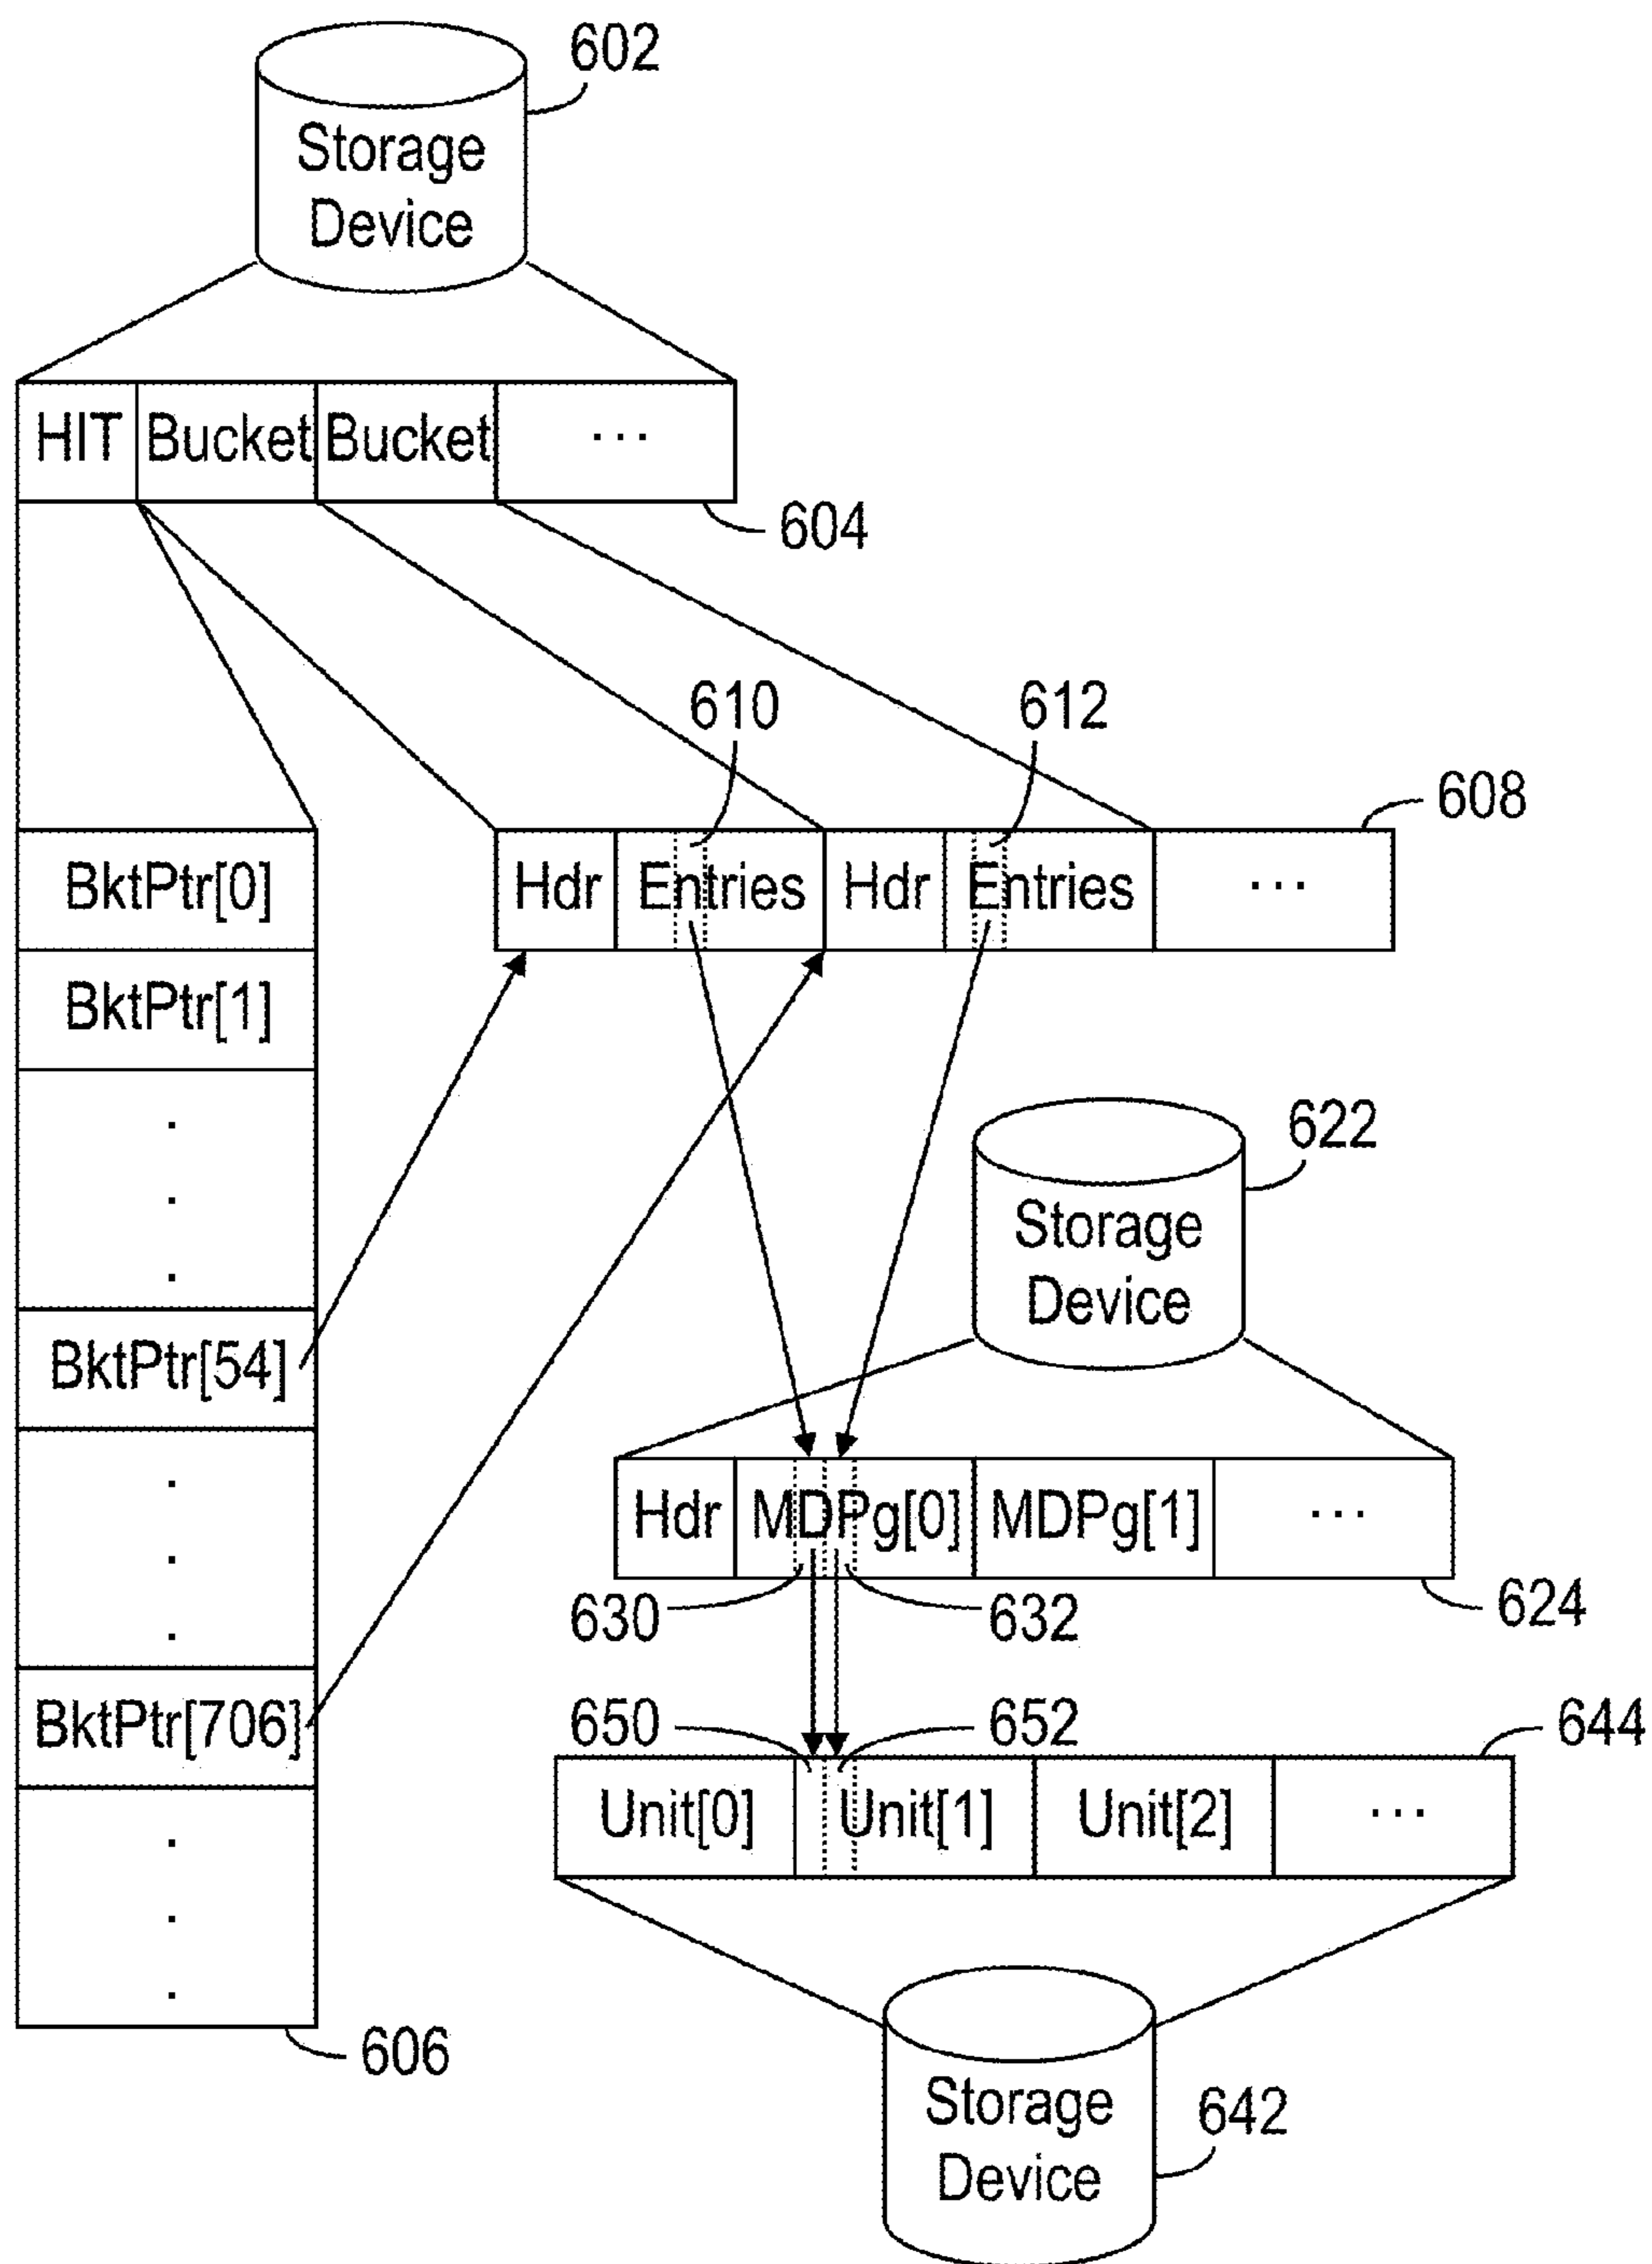 602
Storage
Device
HIT Bucket Bucket ...
604
610 612
608
BktPtr[0]
Hdr Entries Hdr Entries ...
BktPtr[1]
.
.
.
622
Storage
Device
BktPtr[54]
.
.
.
Hdr MDPg[0] MDPg[1] ...
630 632 624
BktPtr[706]
650 652 644
Unit[0] Unit[1] Unit[2] ...
.
.
.
606
Storage
Device
642